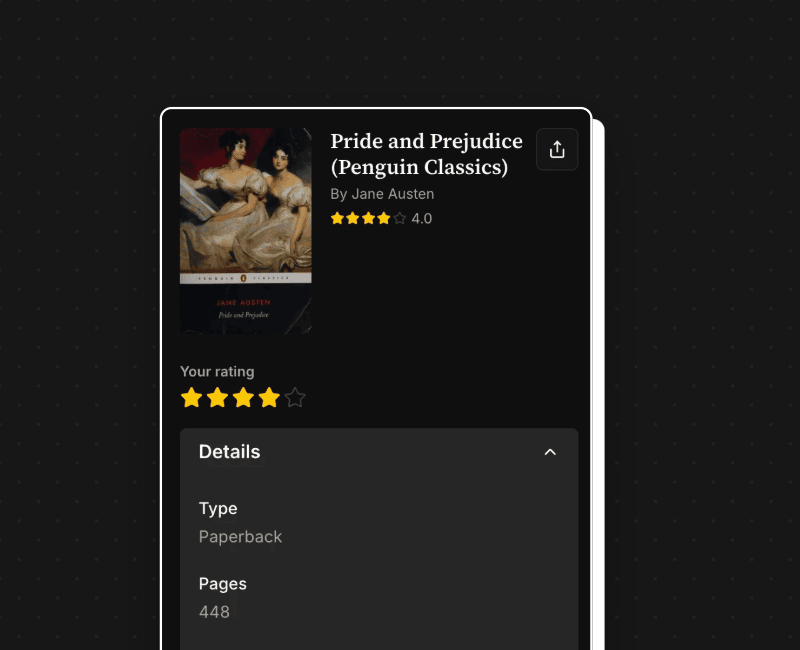 Pride and Prejudice
(Penguin Classics)
By Jane Austen
4.0
PENGUIN CLASSICS
JANE AUSTEN
Pride and Prejudice
Your rating
Details
Type
Paperback
Pages
448